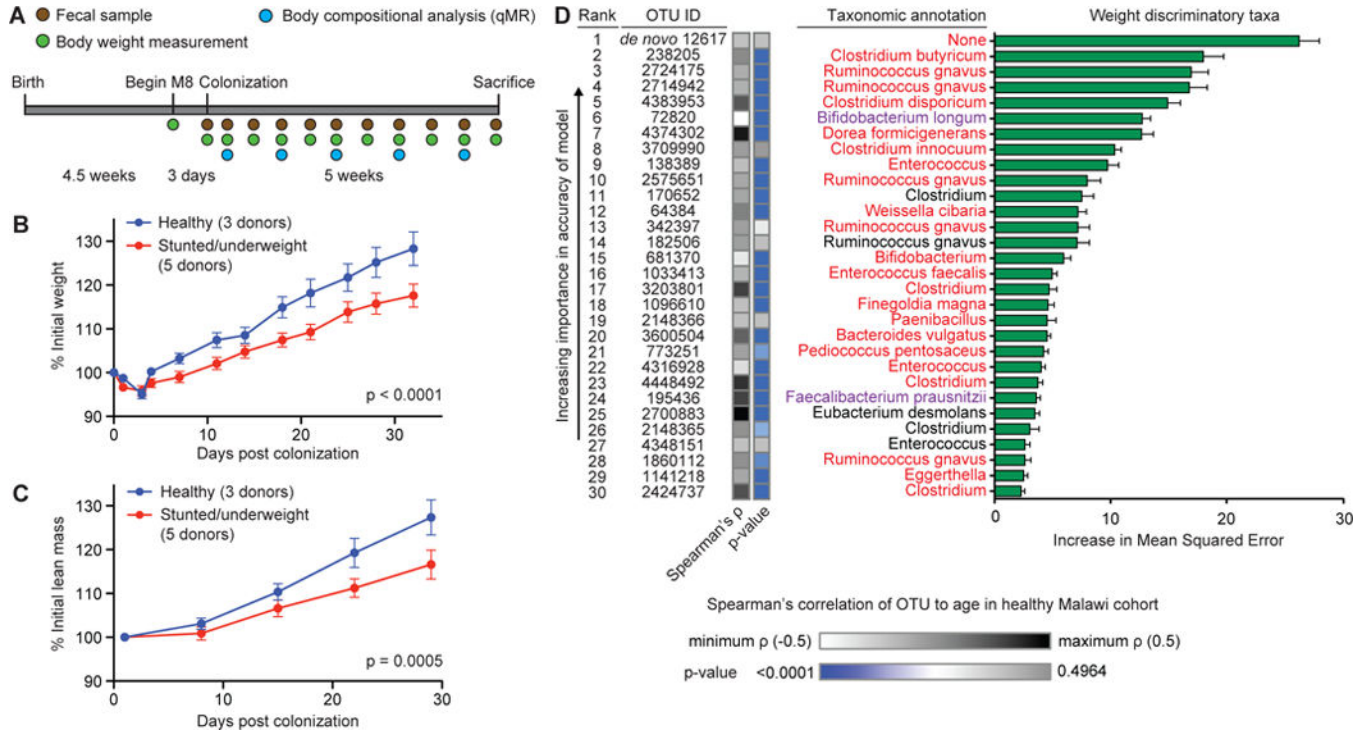 A
Fecal sample
Body compositional analysis (qMR)
Body weight measurement
Birth
Begin M8
Colonization
Sacrifice
4.5 weeks
3 days
5 weeks
B
Healthy (3 donors)
Stunted/underweight
(5 donors)
% Initial weight
130
120
110
100
90
p < 0.0001
0 10 20 30
Days post colonization
C
Healthy (3 donors)
Stunted/underweight
(5 donors)
% Initial lean mass
130
120
110
100
90
p = 0.0005
0 10 20 30
Days post colonization
D
Rank OTU ID Taxonomic annotation Weight discriminatory taxa
Increasing importance in accuracy of model
1 de novo 12617 None
2 238205 Clostridium butyricum
3 2724175 Ruminococcus gnavus
4 2714942 Ruminococcus gnavus
5 4383953 Clostridium disporicum
6 72820 Bifidobacterium longum
7 4374302 Dorea formicigenerans
8 3709990 Clostridium innocuum
9 138389 Enterococcus
10 2575651 Ruminococcus gnavus
11 170652 Clostridium
12 64384 Weissella cibaria
13 342397 Ruminococcus gnavus
14 182506 Ruminococcus gnavus
15 681370 Bifidobacterium
16 1033413 Enterococcus faecalis
17 3203801 Clostridium
18 1096610 Finegoldia magna
19 2148366 Paenibacillus
20 3600504 Bacteroides vulgatus
21 773251 Pediococcus pentosaceus
22 4316928 Enterococcus
23 4448492 Clostridium
24 195436 Faecalibacterium prausnitzii
25 2700883 Eubacterium desmolans
26 2148365 Clostridium
27 4348151 Enterococcus
28 1860112 Ruminococcus gnavus
29 1141218 Eggerthella
30 2424737 Clostridium
Spearman's ρ
p-value
0 10 20 30
Increase in Mean Squared Error
Spearman's correlation of OTU to age in healthy Malawi cohort
minimum ρ (-0.5) maximum ρ (0.5)
p-value <0.0001 0.4964